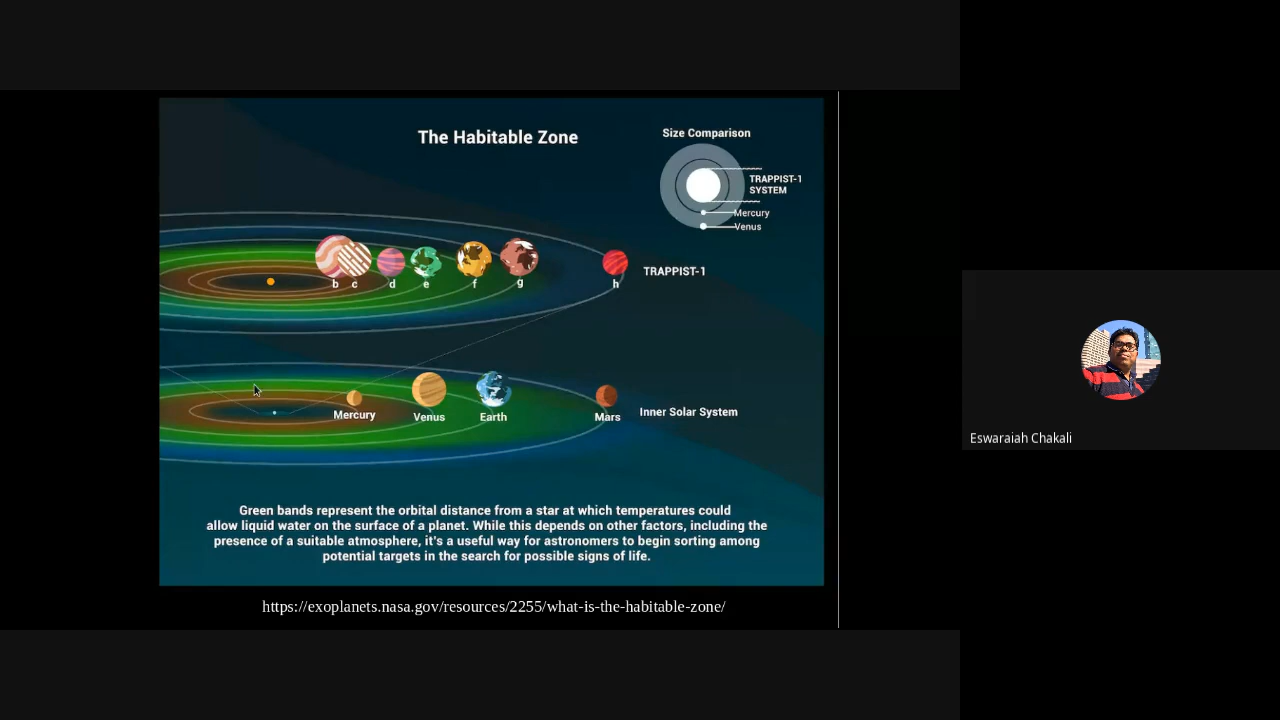 The Habitable Zone
Size Comparison
TRAPPIST-1
SYSTEM
Mercury
Venus
b c d e f g h
TRAPPIST-1
Mercury
Venus
Earth
Mars
Inner Solar System
Green bands represent the orbital distance from a star at which temperatures could
allow liquid water on the surface of a planet. While this depends on other factors, including the
presence of a suitable atmosphere, it's a useful way for astronomers to begin sorting among
potential targets in the search for possible signs of life.
https://exoplanets.nasa.gov/resources/2255/what-is-the-habitable-zone/
Eswaraiah Chakali